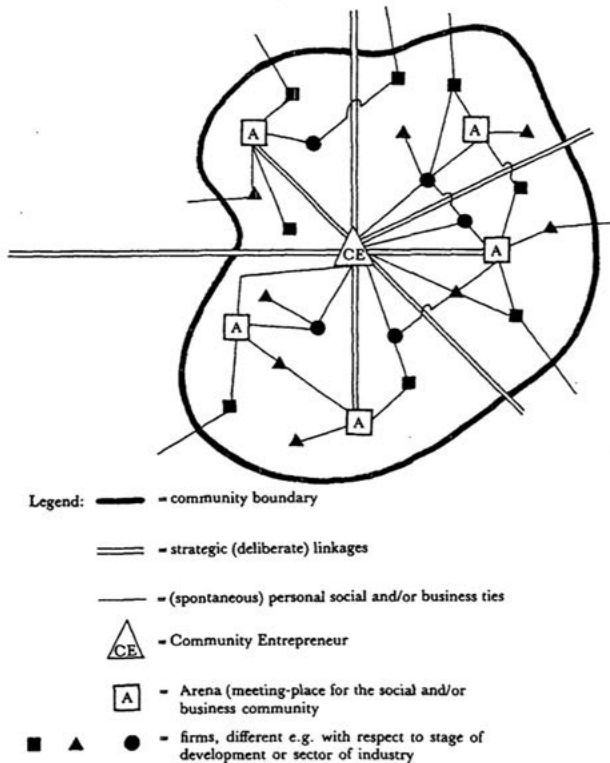 A
A
CE
A
A
A
Legend: = community boundary
= strategic (deliberate) linkages
= (spontaneous) personal social and/or business ties
CE = Community Entrepreneur
A = Arena (meeting-place for the social and/or
business community
= firms, different e.g. with respect to stage of
development or sector of industry